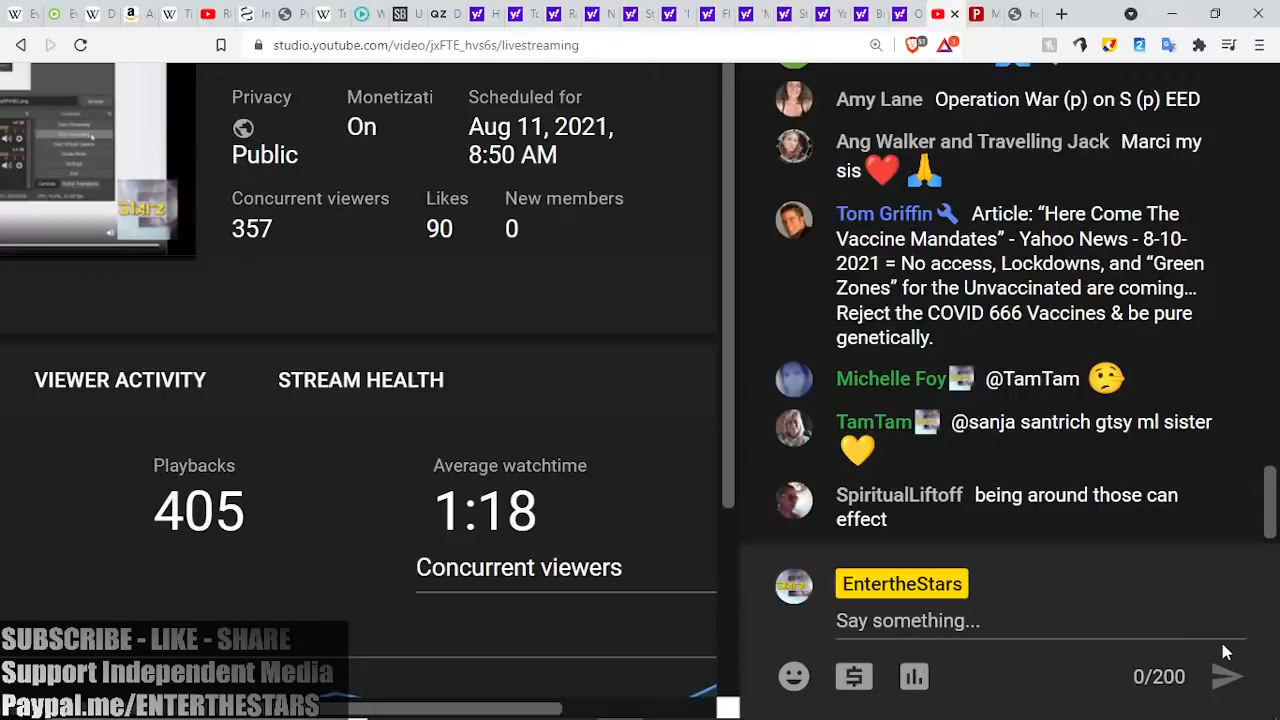 studio.youtube.com/video/jxFTE_hvs6s/livestreaming
Privacy
Monetizati
Scheduled for
Public
On
Aug 11, 2021,
8:50 AM
Concurrent viewers
Likes
New members
357
90
0
VIEWER ACTIVITY
STREAM HEALTH
Playbacks
Average watchtime
405
1:18
Concurrent viewers
SUBSCRIBE - LIKE - SHARE
Support Independent Media
Paypal.me/ENTERTHESTARS
Amy Lane Operation War (p) on S (p) EED
Ang Walker and Travelling Jack Marci my
sis❤️🙏
Tom Griffin Article: “Here Come The
Vaccine Mandates” - Yahoo News - 8-10-
2021 = No access, Lockdowns, and “Green
Zones” for the Unvaccinated are coming...
Reject the COVID 666 Vaccines & be pure
genetically.
Michelle Foy @TamTam
TamTam @sanja santrich gtsy ml sister
💛
SpiritualLiftoff being around those can
effect
EntertheStars
Say something...
0/200